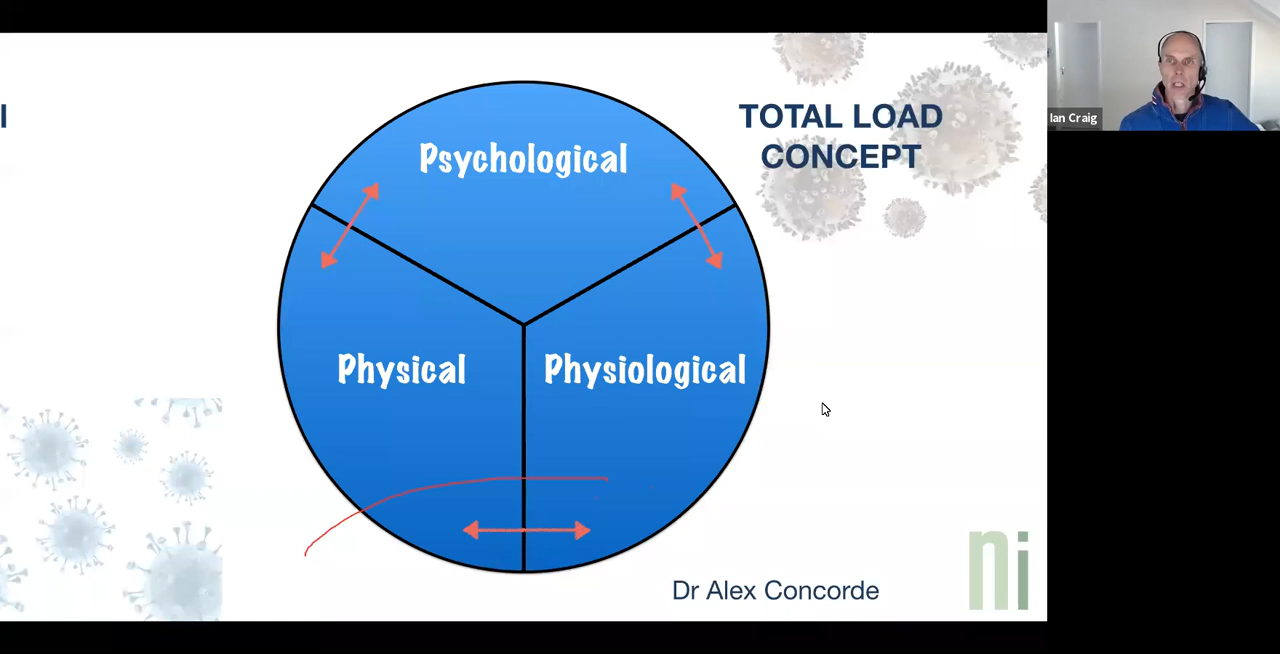 TOTAL LOAD
CONCEPT
Psychological
Physical
Physiological
Dr Alex Concorde
ni
Ian Craig